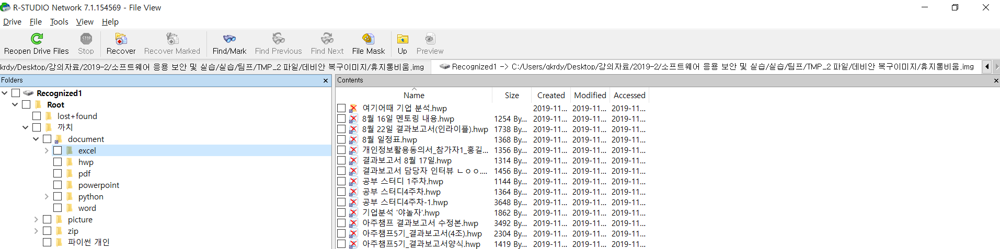 R-STUDIO Network 7.1.154569 - File View
Drive File Tools View Help
Reopen Drive Files Stop Recover Recover Marked Find/Mark Find Previous Find Next File Mask Up Preview
krdy/Desktop/강의자료/2019-2/소프트웨어 응용 보안 및 실습/실습/팀프/TMP_2 파일/데비안 복구이미지/휴지통비움.img
Recognized1 -> C:/Users/qkrdy/Desktop/강의자료/2019-2/소프트웨어 응용 보안 및 실습/실습/팀프/TMP_2 파일/데비안 복구이미지/휴지통비움.img
Folders
Recognized1
Root
lost+found
까치
document
excel
hwp
pdf
powerpoint
python
word
picture
zip
파이썬 개인
Contents
Name Size Created Modified Accessed
여기어때 기업 분석.hwp 2019-11... 2019-11... 2019-11...
8월 16일 멘토링 내용.hwp 1254 By... 2019-11... 2019-11... 2019-11...
8월 22일 결과보고서(인라이플).hwp 1738 By... 2019-11... 2019-11... 2019-11...
8월 일정표.hwp 1368 By... 2019-11... 2019-11... 2019-11...
개인정보활용동의서_참가자1_홍길... 1356 By... 2019-11... 2019-11... 2019-11...
결과보고서 8월 17일.hwp 1314 By... 2019-11... 2019-11... 2019-11...
결과보고서 담당자 인터뷰 ㄴㅇㅇ.... 1456 By... 2019-11... 2019-11... 2019-11...
공부 스터디 1주차.hwp 1144 By... 2019-11... 2019-11... 2019-11...
공부 스터디4주차.hwp 1364 By... 2019-11... 2019-11... 2019-11...
공부 스터디4주차-1.hwp 3648 By... 2019-11... 2019-11... 2019-11...
기업분석 '야놀자'.hwp 1862 By... 2019-11... 2019-11... 2019-11...
아주챔프 결과보고서 수정본.hwp 3492 By... 2019-11... 2019-11... 2019-11...
아주챔프5기_결과보고서(4조).hwp 2304 By... 2019-11... 2019-11... 2019-11...
아주챔프5기_결과보고서양식.hwp 1419 By... 2019-11... 2019-11... 2019-11...